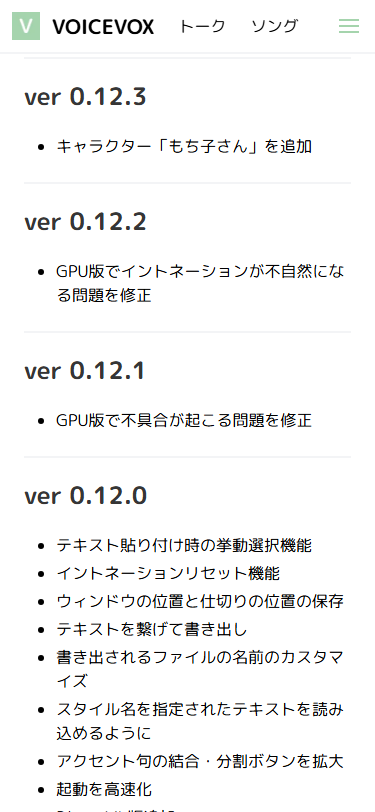 V VOICEVOX トーク ソング
ver 0.12.3
キャラクター「もち子さん」を追加
ver 0.12.2
GPU版でイントネーションが不自然にな
る問題を修正
ver 0.12.1
GPU版で不具合が起こる問題を修正
ver 0.12.0
テキスト貼り付け時の挙動選択機能
イントネーションリセット機能
ウィンドウの位置と仕切りの位置の保存
テキストを繋げて書き出し
書き出されるファイルの名前のカスタマ
イズ
スタイル名を指定されたテキストを読み
込めるように
アクセント句の結合・分割ボタンを拡大
起動を高速化